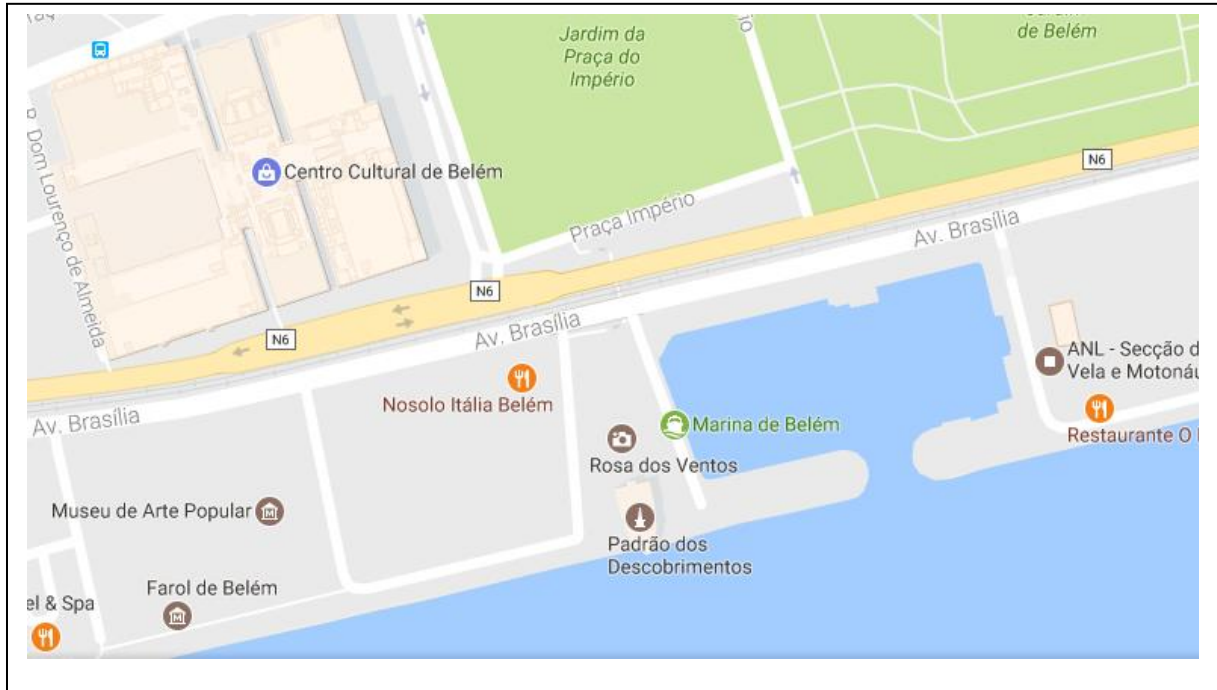 Jardim da
Praça do
Império
de Belém
R. Dom Lourenço de Almeida
Centro Cultural de Belém
N6
Praça Império
Av. Brasília
N6
N6
Av. Brasília
Av. Brasília
Nosolo Itália Belém
ANL - Secção d
Vela e Motonáu
Marina de Belém
Restaurante O
Rosa dos Ventos
Museu de Arte Popular
Padrão dos
Descobrimentos
Farol de Belém
el & Spa